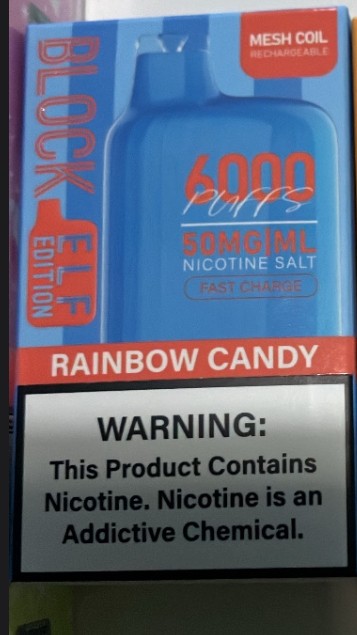 MESH COIL
RECHARGEABLE
BLOCK
ELF
EDITION
6000
PUFFS
50MG|ML
NICOTINE SALT
FAST CHARGE
RAINBOW CANDY
WARNING:
This Product Contains
Nicotine. Nicotine is an
Addictive Chemical.